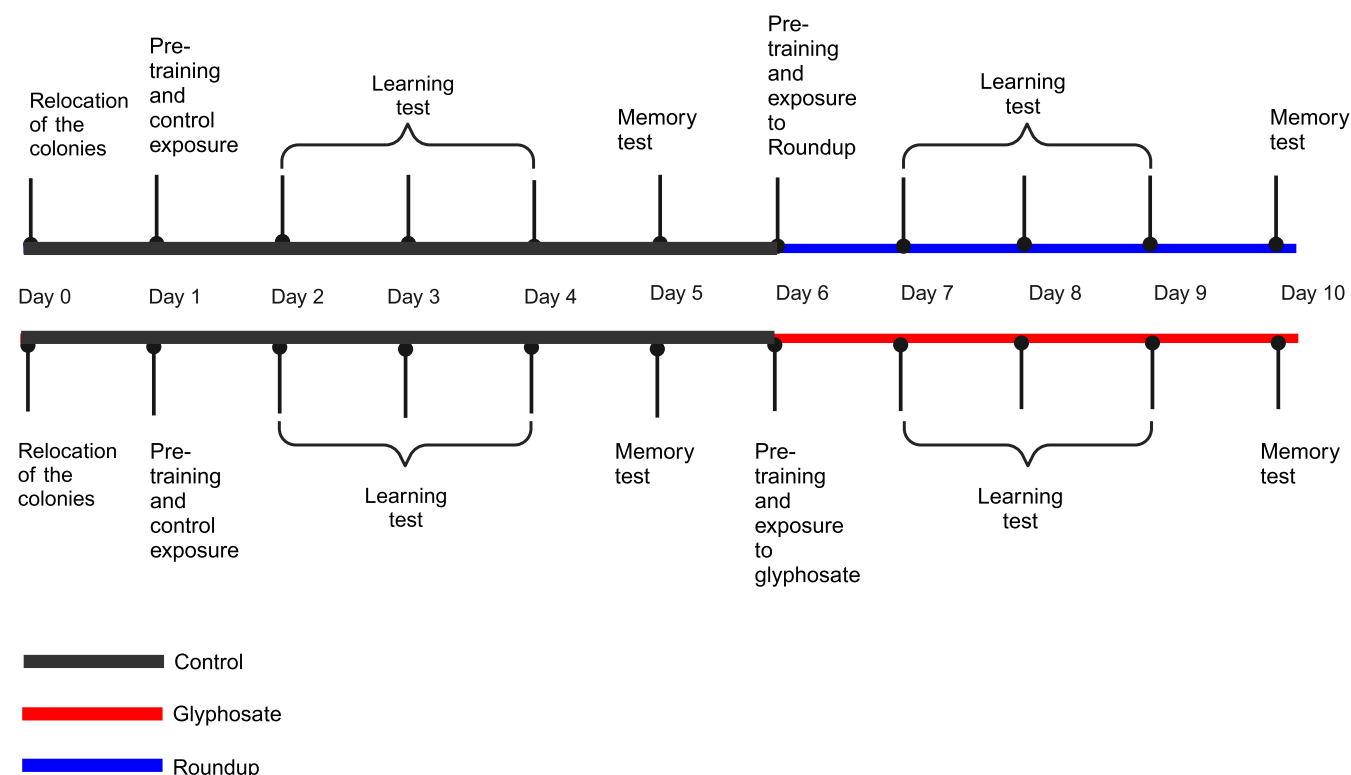 Relocation
of the
colonies
Pre-
training
and
control
exposure
Learning
test
Memory
test
Pre-
training
and
exposure
to
Roundup
Learning
test
Memory
test
Day 0
Day 1
Day 2
Day 3
Day 4
Day 5
Day 6
Day 7
Day 8
Day 9
Day 10
Relocation
of the
colonies
Pre-
training
and
control
exposure
Learning
test
Memory
test
Pre-
training
and
exposure
to
glyphosate
Learning
test
Memory
test
Control
Glyphosate
Roundup